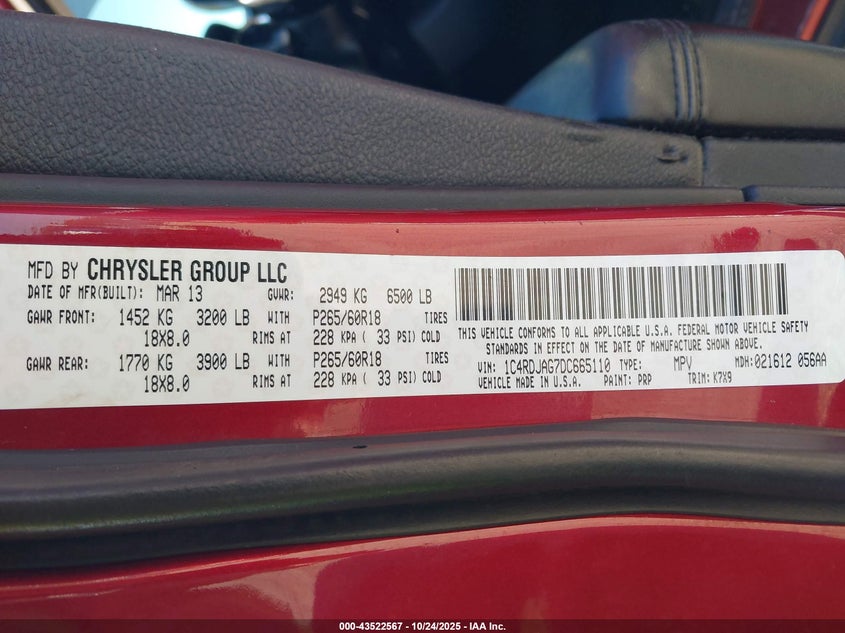 MFD BY CHRYSLER GROUP LLC
DATE OF MFR(BUILT): MAR 13 GVWR: 2949 KG 6500 LB
GAWR FRONT: 1452 KG 3200 LB WITH P265/60R18 TIRES
18X8.0 RIMS AT 228 KPA ( 33 PSI) COLD
GAWR REAR: 1770 KG 3900 LB WITH P265/60R18 TIRES
18X8.0 RIMS AT 228 KPA ( 33 PSI) COLD
THIS VEHICLE CONFORMS TO ALL APPLICABLE U.S.A. FEDERAL MOTOR VEHICLE SAFETY
STANDARDS IN EFFECT ON THE DATE OF MANUFACTURE SHOWN ABOVE.
VIN: 1C4RDJAG7DC665110 TYPE: MPV MDH:021612 056AA
VEHICLE MADE IN U.S.A. PAINT: PRP TRIM: K7X9
000-43522567 • 10/24/2025 • IAA Inc.